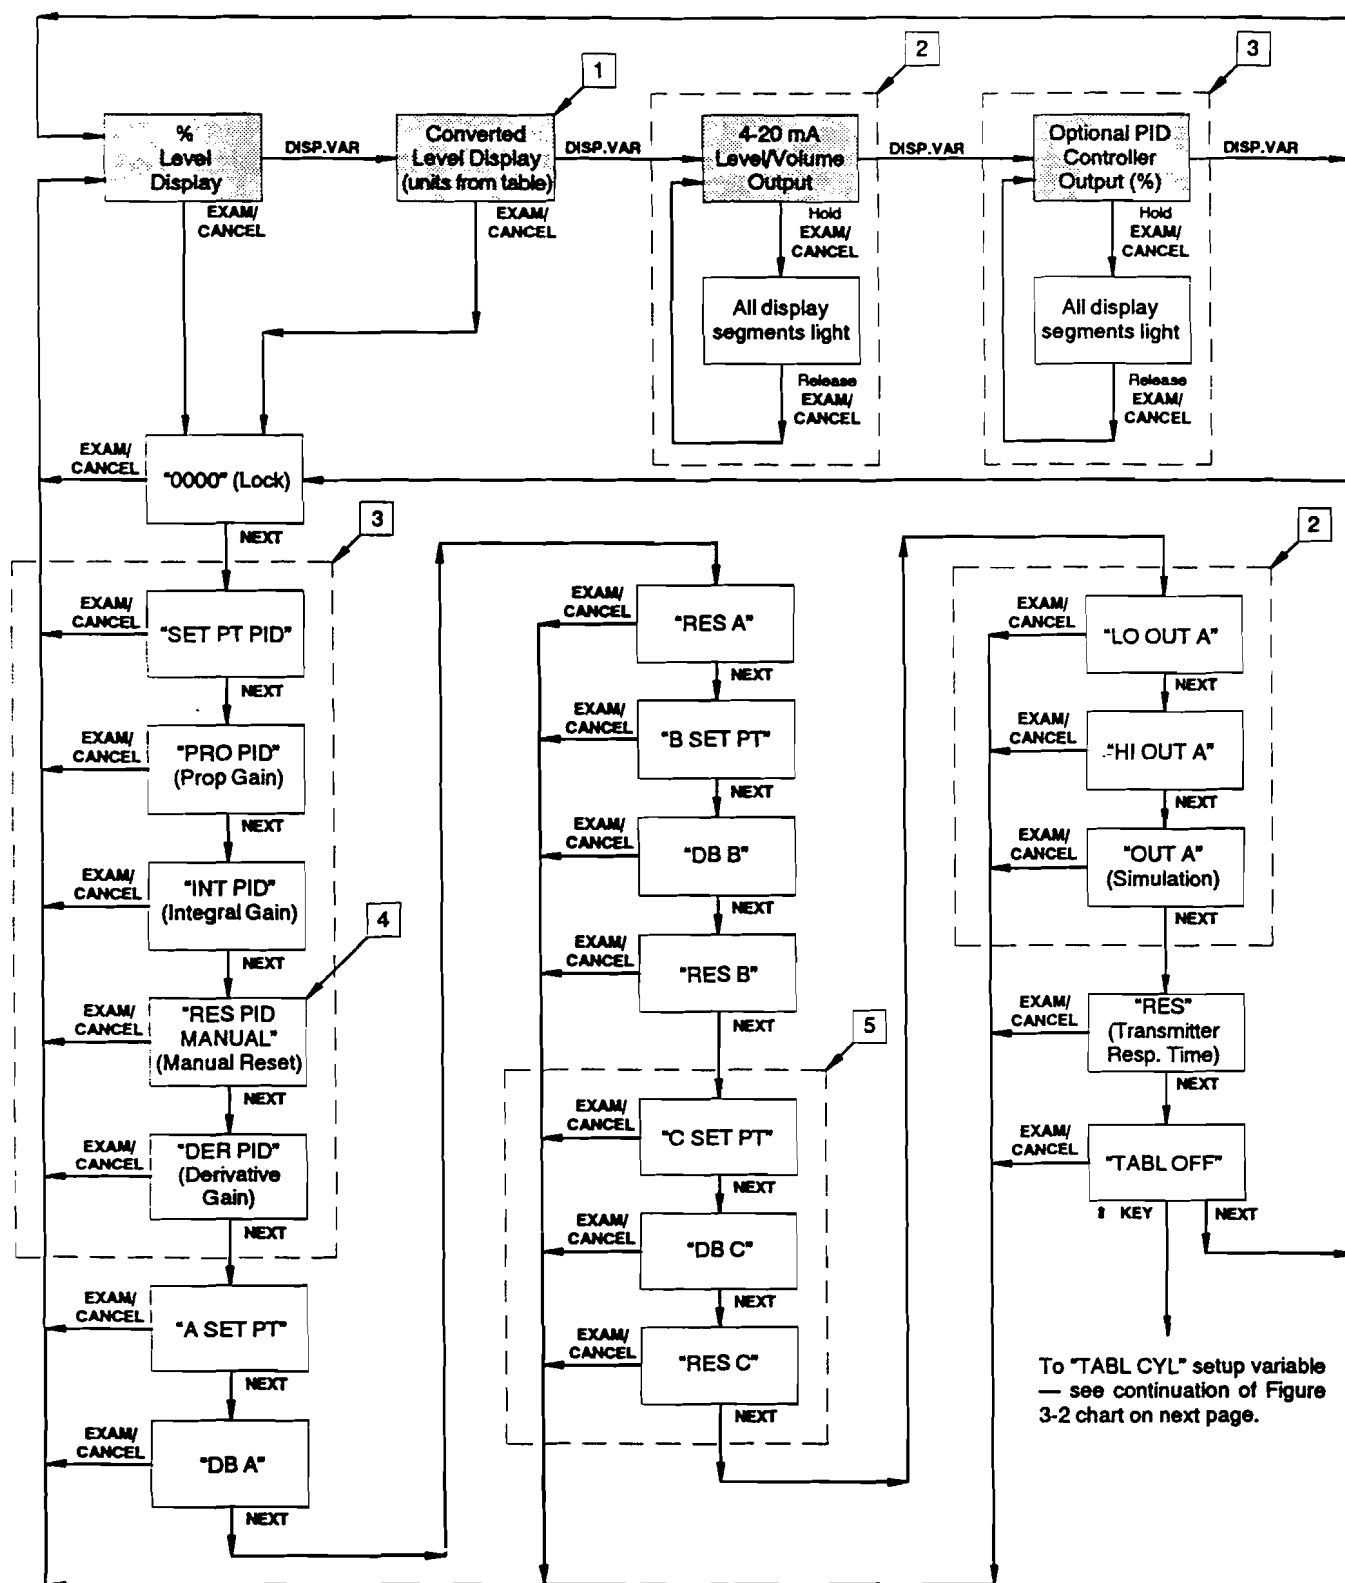 1
2
3
%
Level
Display
DISP.VAR
Converted
Level Display
(units from table)
DISP.VAR
4-20 mA
Level/Volume
Output
DISP.VAR
Optional PID
Controller
Output (%)
DISP.VAR
EXAM/
CANCEL
EXAM/
CANCEL
Hold
EXAM/
CANCEL
Hold
EXAM/
CANCEL
All display
segments light
All display
segments light
Release
EXAM/
CANCEL
Release
EXAM/
CANCEL
EXAM/
CANCEL
"0000" (Lock)
NEXT
3
EXAM/
CANCEL
"SET PT PID"
NEXT
EXAM/
CANCEL
"PRO PID"
(Prop Gain)
NEXT
EXAM/
CANCEL
"INT PID"
(Integral Gain)
NEXT
4
EXAM/
CANCEL
"RES PID
MANUAL"
(Manual Reset)
NEXT
EXAM/
CANCEL
"DER PID"
(Derivative
Gain)
NEXT
EXAM/
CANCEL
"A SET PT"
NEXT
EXAM/
CANCEL
"DB A"
NEXT
EXAM/
CANCEL
"RES A"
NEXT
EXAM/
CANCEL
"B SET PT"
NEXT
EXAM/
CANCEL
"DB B"
NEXT
EXAM/
CANCEL
"RES B"
NEXT
5
EXAM/
CANCEL
"C SET PT"
NEXT
EXAM/
CANCEL
"DB C"
NEXT
EXAM/
CANCEL
"RES C"
NEXT
2
EXAM/
CANCEL
"LO OUT A"
NEXT
EXAM/
CANCEL
"HI OUT A"
NEXT
EXAM/
CANCEL
"OUT A"
(Simulation)
NEXT
EXAM/
CANCEL
"RES"
(Transmitter
Resp. Time)
NEXT
EXAM/
CANCEL
"TABL OFF"
⇑ KEY
NEXT
To "TABL CYL" setup variable
— see continuation of Figure
3-2 chart on next page.